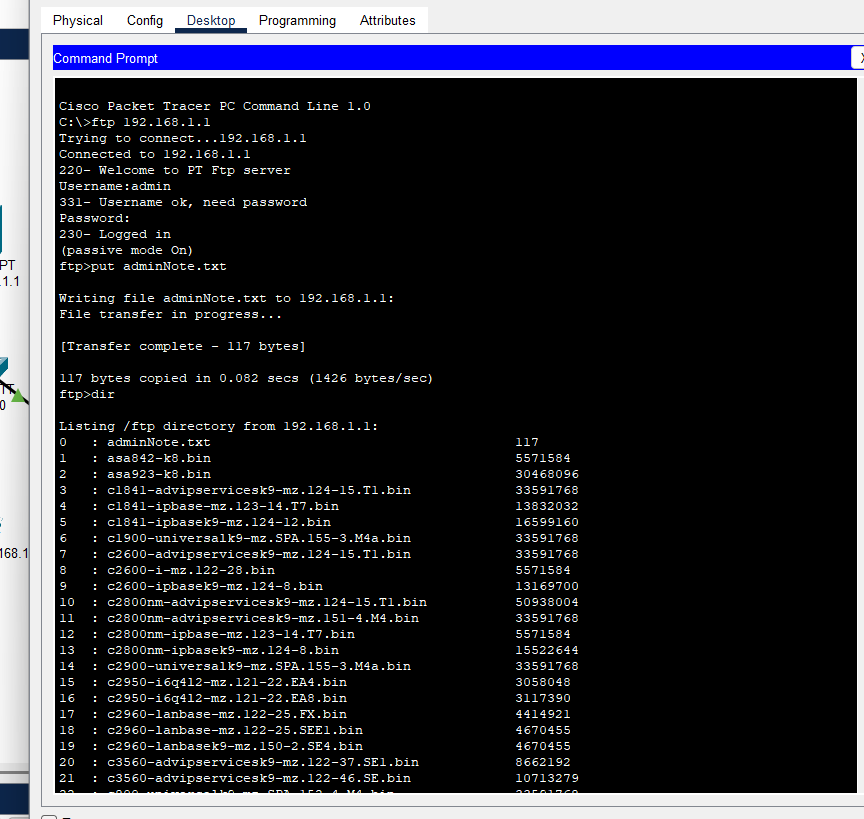 Physical Config Desktop Programming Attributes
Command Prompt
X
Cisco Packet Tracer PC Command Line 1.0
C:\>ftp 192.168.1.1
Trying to connect...192.168.1.1
Connected to 192.168.1.1
220- Welcome to PT Ftp server
Username:admin
331- Username ok, need password
Password:
230- Logged in
(passive mode On)
ftp>put adminNote.txt
Writing file adminNote.txt to 192.168.1.1:
File transfer in progress...
[Transfer complete - 117 bytes]
117 bytes copied in 0.082 secs (1426 bytes/sec)
ftp>dir
Listing /ftp directory from 192.168.1.1:
0 : adminNote.txt 117
1 : asa842-k8.bin 5571584
2 : asa923-k8.bin 30468096
3 : c1841-advipservicesk9-mz.124-15.T1.bin 33591768
4 : c1841-ipbase-mz.123-14.T7.bin 13832032
5 : c1841-ipbasek9-mz.124-12.bin 16599160
6 : c1900-universalk9-mz.SPA.155-3.M4a.bin 33591768
7 : c2600-advipservicesk9-mz.124-15.T1.bin 33591768
8 : c2600-i-mz.122-28.bin 5571584
9 : c2600-ipbasek9-mz.124-8.bin 13169700
10 : c2800nm-advipservicesk9-mz.124-15.T1.bin 50938004
11 : c2800nm-advipservicesk9-mz.151-4.M4.bin 33591768
12 : c2800nm-ipbase-mz.123-14.T7.bin 5571584
13 : c2800nm-ipbasek9-mz.124-8.bin 15522644
14 : c2900-universalk9-mz.SPA.155-3.M4a.bin 33591768
15 : c2950-i6q4l2-mz.121-22.EA4.bin 3058048
16 : c2950-i6q4l2-mz.121-22.EA8.bin 3117390
17 : c2960-lanbase-mz.122-25.FX.bin 4414921
18 : c2960-lanbase-mz.122-25.SEE1.bin 4670455
19 : c2960-lanbasek9-mz.150-2.SE4.bin 4670455
20 : c3560-advipservicesk9-mz.122-37.SE1.bin 8662192
21 : c3560-advipservicesk9-mz.122-46.SE.bin 10713279
PT
.1.1
0
168.1